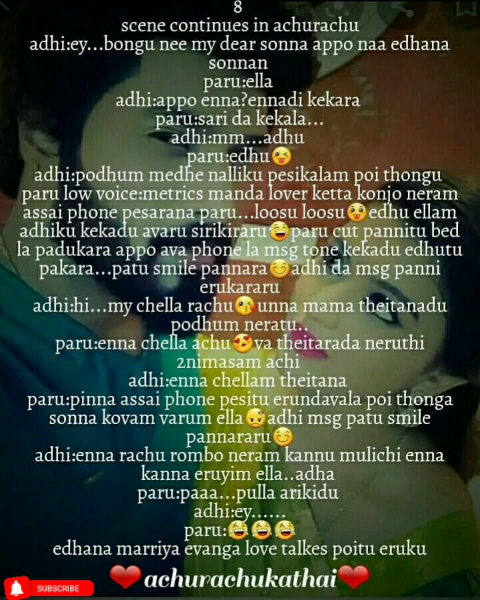 8
scene continues in achurachu
adhi:ey...bongu nee my dear sonna appo naa edhana
sonnan
paru:ella
adhi:appo enna?ennadi kekara
paru:sari da kekala...
adhi:mm...adhu
paru:edhu😜
adhi:podhum medhe nalliku pesikalam poi thongu
paru low voice:metrics manda lover ketta konjo neram
assai phone pesarana paru...loosu loosu😲edhu ellam
adhiku kekadu avaru sirikiraru😂paru cut pannitu bed
la padukara appo ava phone la msg tone kekadu edhutu
pakara...patu smile pannara😊adhi da msg panni
erukararu
adhi:hi...my chella rachu😘unna mama theitanadu
podhum neratu..
paru:enna chella achu😍va theitarada neruthi
2nimasam achi
adhi:enna chellam theitana
paru:pinna assai phone pesitu erundavala poi thonga
sonna kovam varum ella😓adhi msg patu smile
pannararu😊
adhi:enna rachu rombo neram kannu mulichi enna
kanna eruyim ella..adha
paru:paaa...pulla arikidu
adhi:ey......
paru:😂😂😂
edhana marriya evanga love talkes poitu eruku
❤achurachukathai❤
SUBSCRIBE